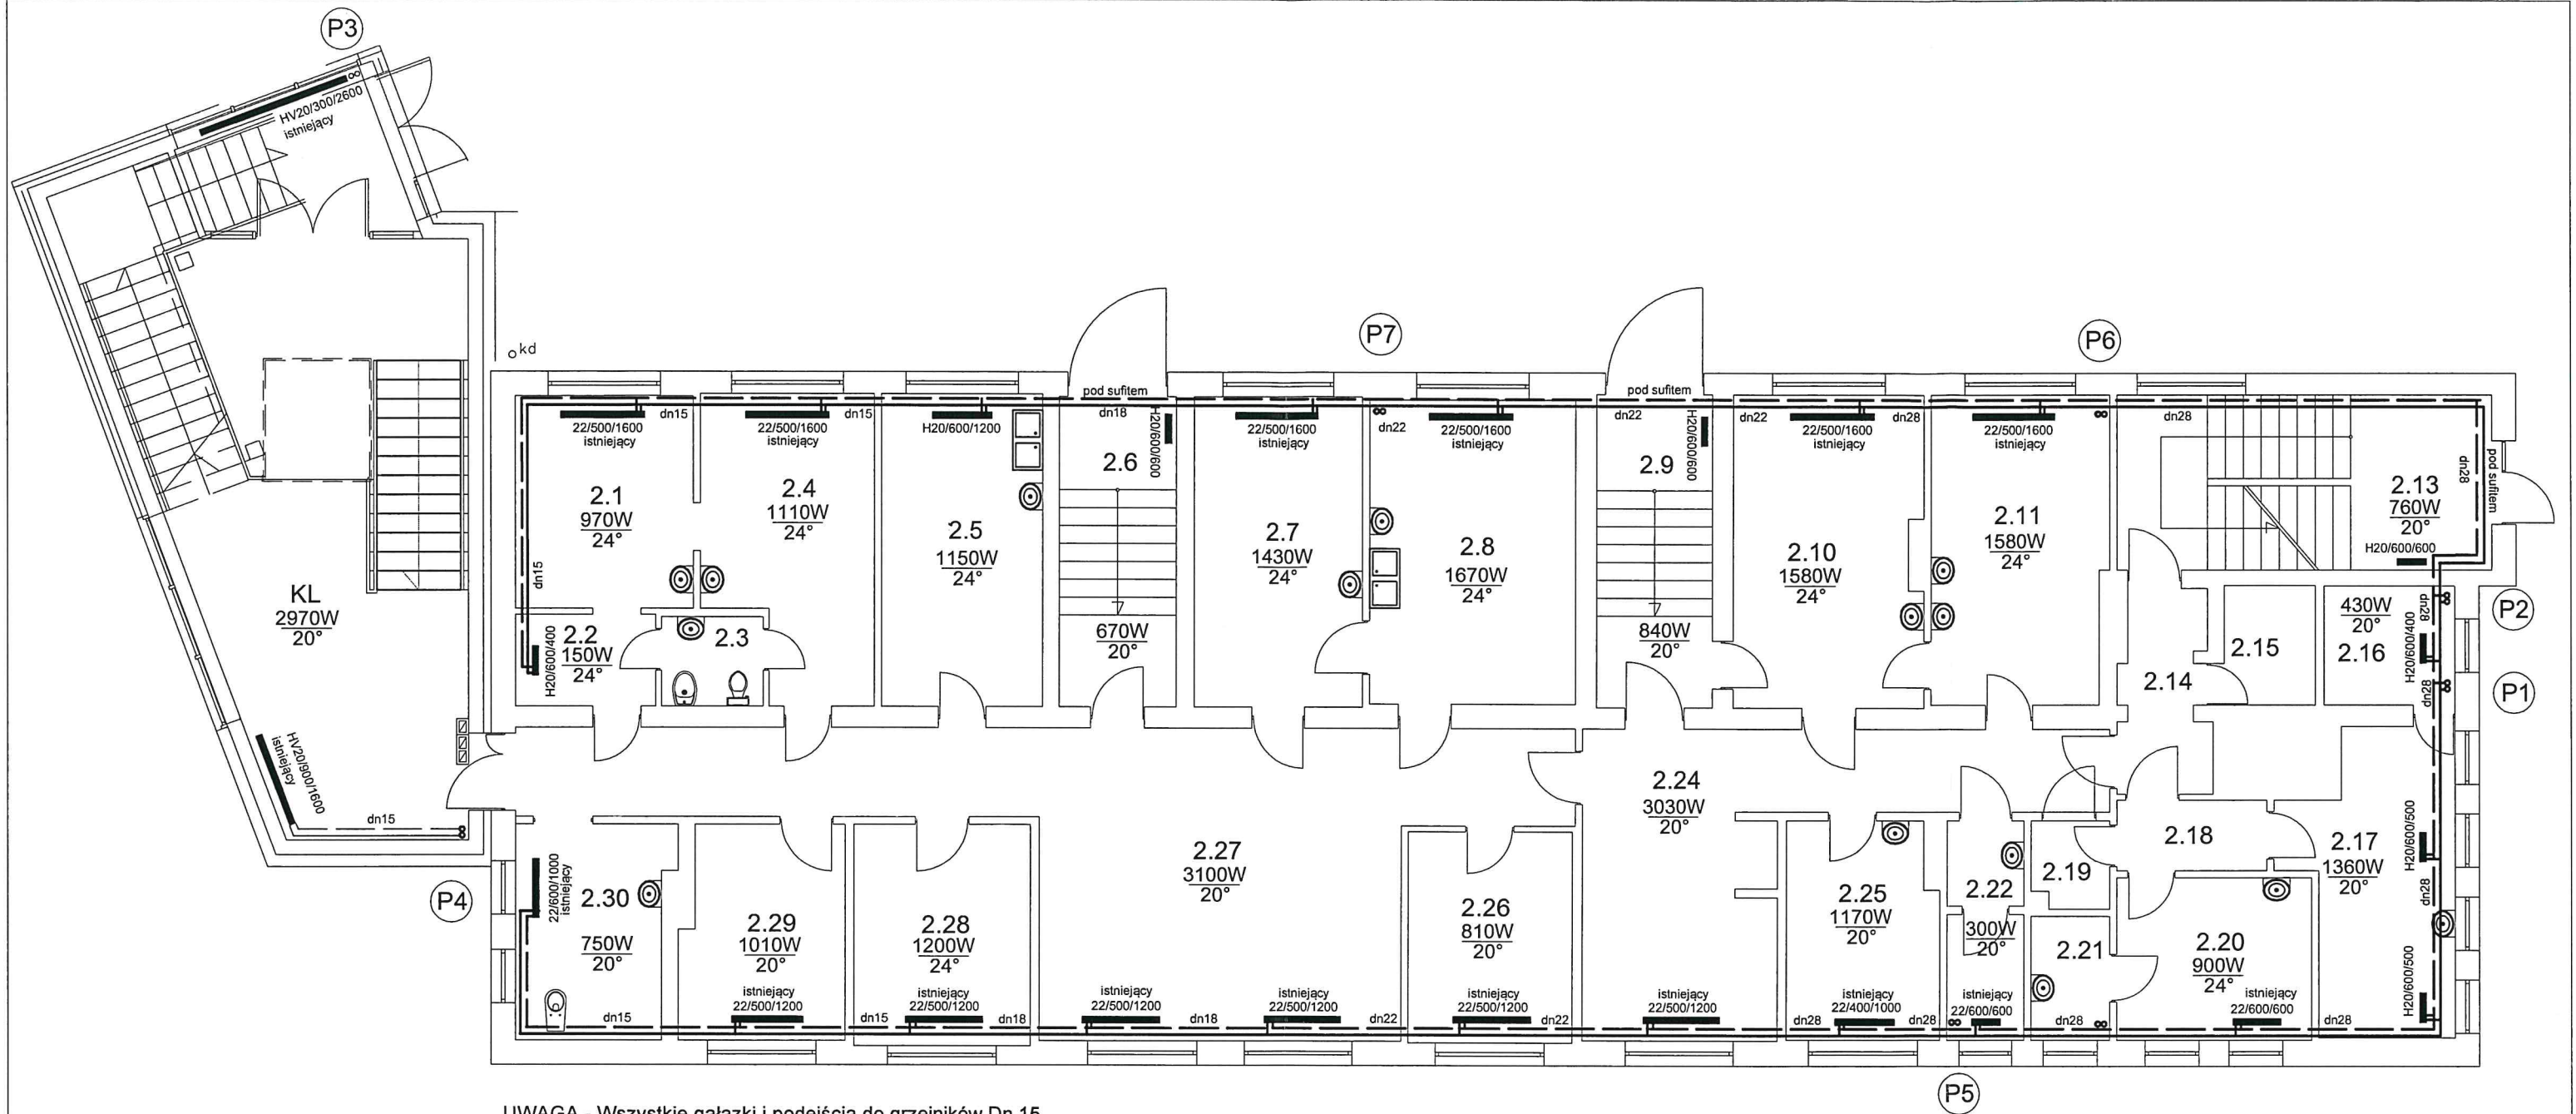 P3
HV20/300/2600
istniejący
kd
P7
P6
pod sufitem
pod sufitem
dn15
dn15
dn18
dn22
dn22
dn22
dn28
dn28
22/500/1600
istniejący
22/500/1600
istniejący
H20/600/1200
H20/600/600
22/500/1600
istniejący
22/500/1600
istniejący
H20/600/600
22/500/1600
istniejący
22/500/1600
istniejący
dn28
pod sufitem
2.1
970W
24°
2.4
1110W
24°
2.5
1150W
24°
2.6
670W
20°
2.7
1430W
24°
2.8
1670W
24°
2.9
840W
20°
2.10
1580W
24°
2.11
1580W
24°
2.13
760W
20°
H20/600/600
dn15
KL
2970W
20°
H20/600/400
2.2
150W
24°
2.3
2.14
2.15
430W
20°
2.16
H20/600/400
dn28
dn28
P2
P1
HV20/900/1600
istniejący
dn15
P4
22/600/1000
istniejący
2.30
750W
20°
2.29
1010W
20°
2.28
1200W
24°
2.27
3100W
20°
2.26
810W
20°
2.24
3030W
20°
2.25
1170W
20°
2.22
300W
20°
2.19
2.21
2.18
2.20
900W
24°
2.17
1360W
20°
H20/600/500
dn28
H20/600/500
istniejący
22/500/1200
istniejący
22/500/1200
istniejący
22/500/1200
istniejący
22/500/1200
istniejący
22/500/1200
istniejący
22/500/1200
istniejący
22/400/1000
istniejący
22/600/600
istniejący
22/600/600
dn15
dn15
dn18
dn18
dn22
dn22
dn28
dn28
dn28
dn28
P5
UWAGA - Wszystkie gałązki i podejścia do grzejników Dn 15